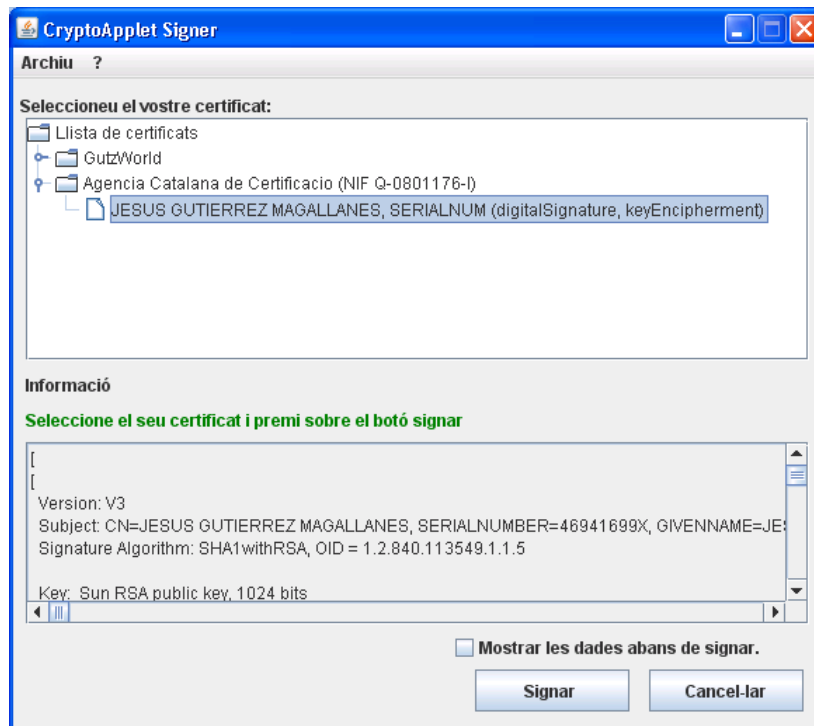 CryptoApplet Signer
Archiu ?
Seleccioneu el vostre certificat:
Llista de certificats
GutzWorld
Agencia Catalana de Certificacio (NIF Q-0801176-I)
JESUS GUTIERREZ MAGALLANES, SERIALNUM (digitalSignature, keyEncipherment)
Informació
Seleccione el seu certificat i premi sobre el botó signar
[
[
Version: V3
Subject: CN=JESUS GUTIERREZ MAGALLANES, SERIALNUMBER=46941699X, GIVENNAME=JE
Signature Algorithm: SHA1withRSA, OID = 1.2.840.113549.1.1.5
Key: Sun RSA public key, 1024 bits
Mostrar les dades abans de signar.
Signar Cancel-lar